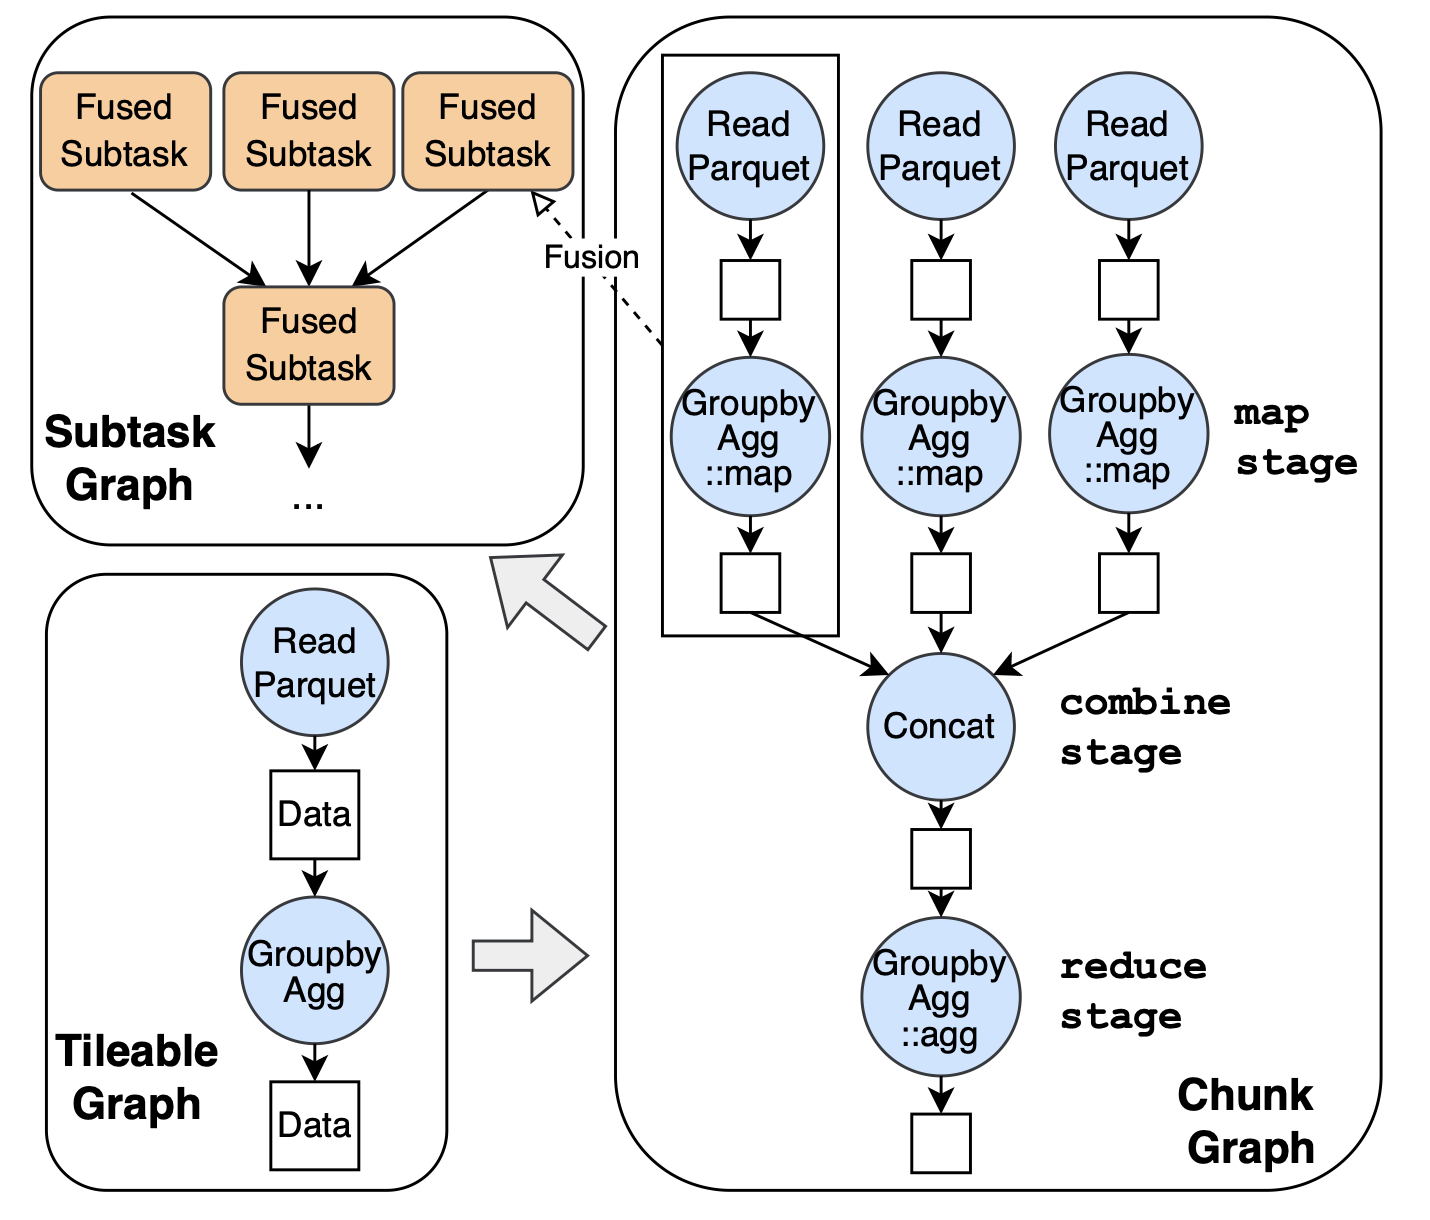 Fused
Subtask
Fused
Subtask
Fused
Subtask
Fusion
Fused
Subtask
Subtask
Graph
...
Read
Parquet
Data
Groupby
Agg
Data
Tileable
Graph
Read
Parquet
Read
Parquet
Read
Parquet
Groupby
Agg
::map
Groupby
Agg
::map
Groupby
Agg
::map
map
stage
Concat
combine
stage
Groupby
Agg
::agg
reduce
stage
Chunk
Graph